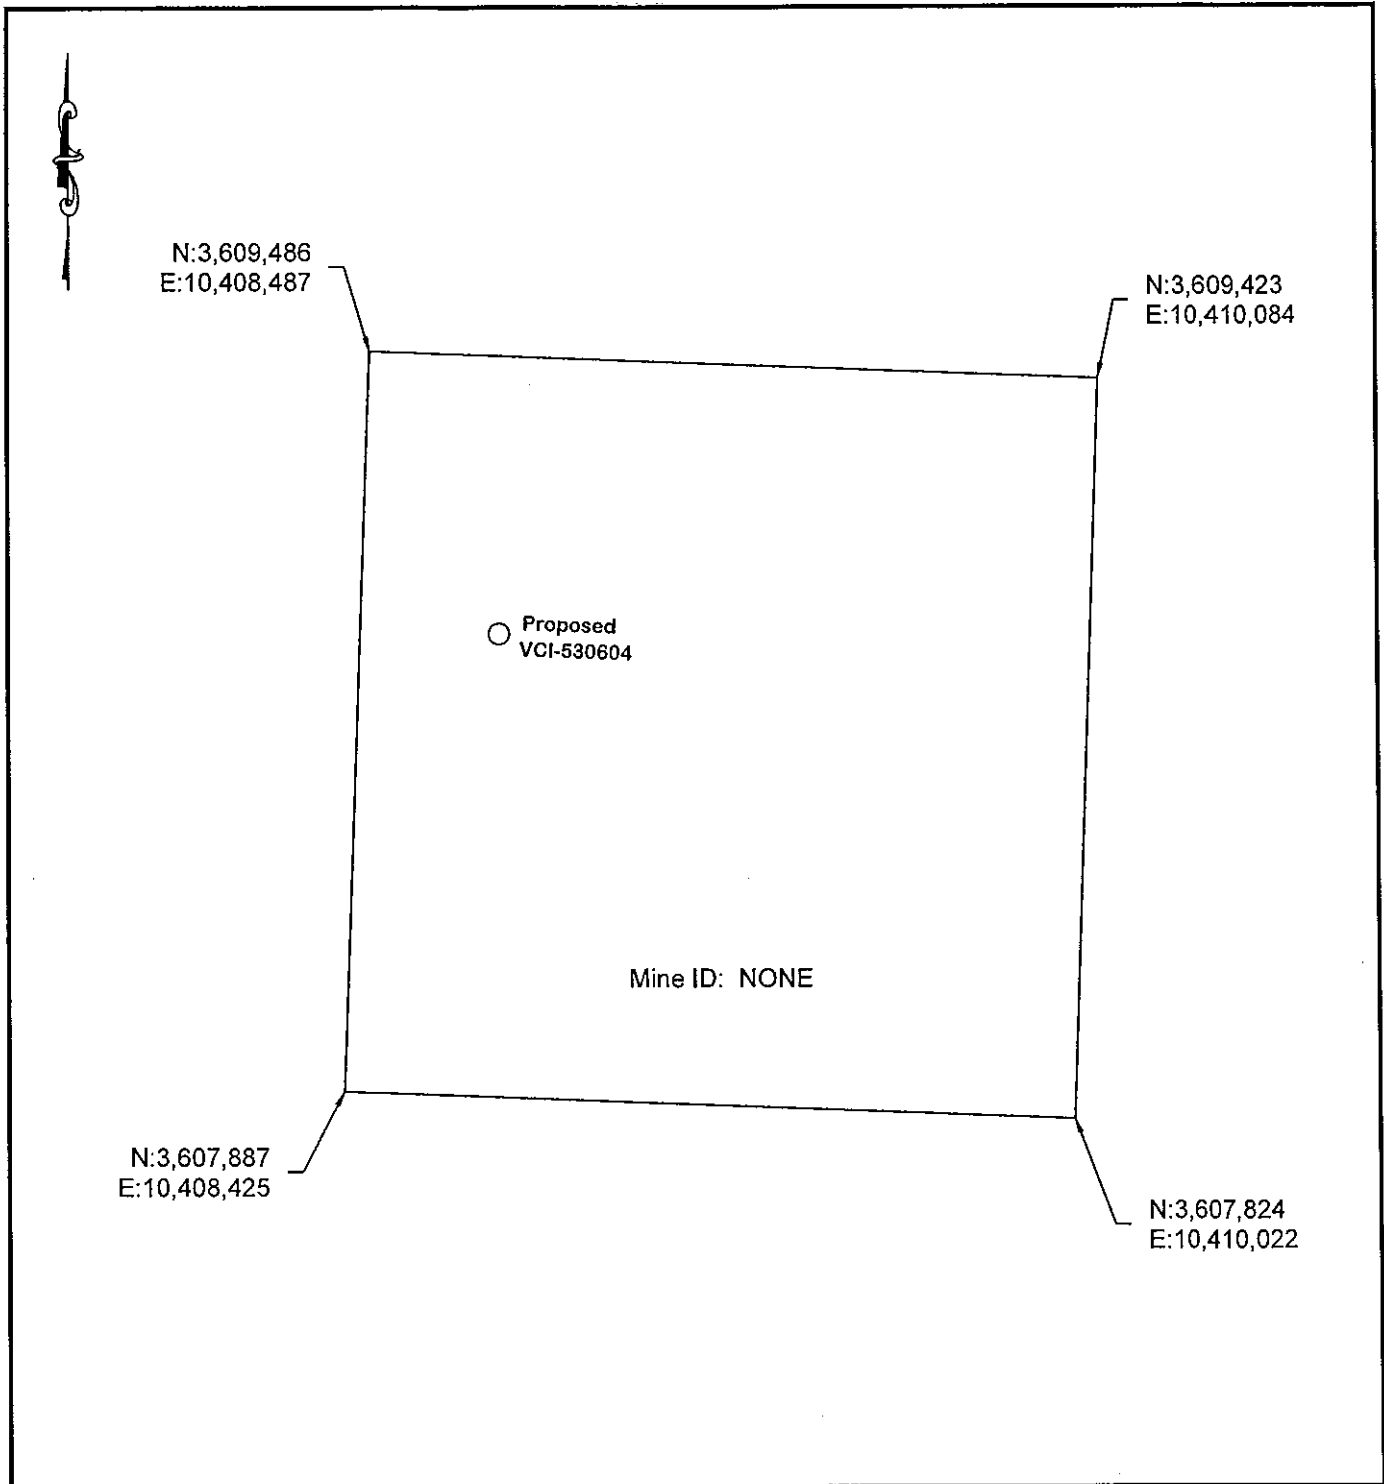 N:3,609,486
E:10,408,487
N:3,609,423
E:10,410,084
Proposed
VCI-530604
Mine ID: NONE
N:3,607,887
E:10,408,425
N:3,607,824
E:10,410,022